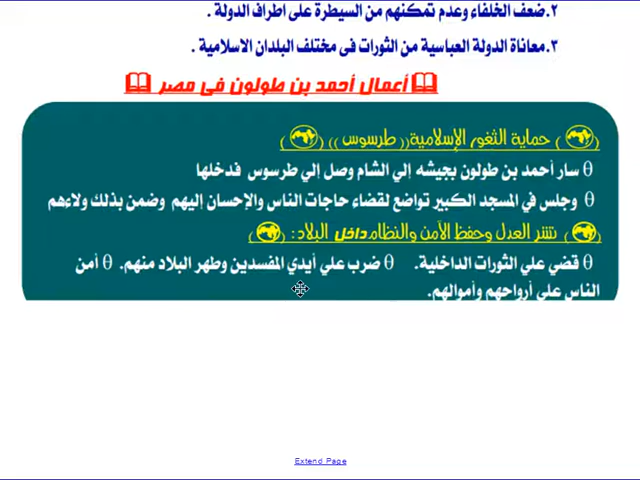 ٢.ضعف الخلفاء وعدم تمكنهم من السيطرة على اطراف الدولة .
٣.معاناة الدولة العباسية من الثورات فى مختلف البلدان الاسلامية .
أعمال أحمد بن طولون فى مصر
( ) حماية الثغور الإسلامية(( طرسوس )) ( )
θ سار أحمد بن طولون بجيشه إلي الشام وصل إلي طرسوس فدخلها
θ وجلس في المسجد الكبير تواضع لقضاء حاجات الناس والإحسان إليهم وضمن بذلك ولاءهم
( ) نشر العدل وحفظ الأمن والنظام داخل البلاد: ( )
θ قضي علي الثورات الداخلية. θ ضرب علي أيدي المفسدين وطهر البلاد منهم. θ أمن
الناس علي أرواحهم وأموالهم.
Extend Page